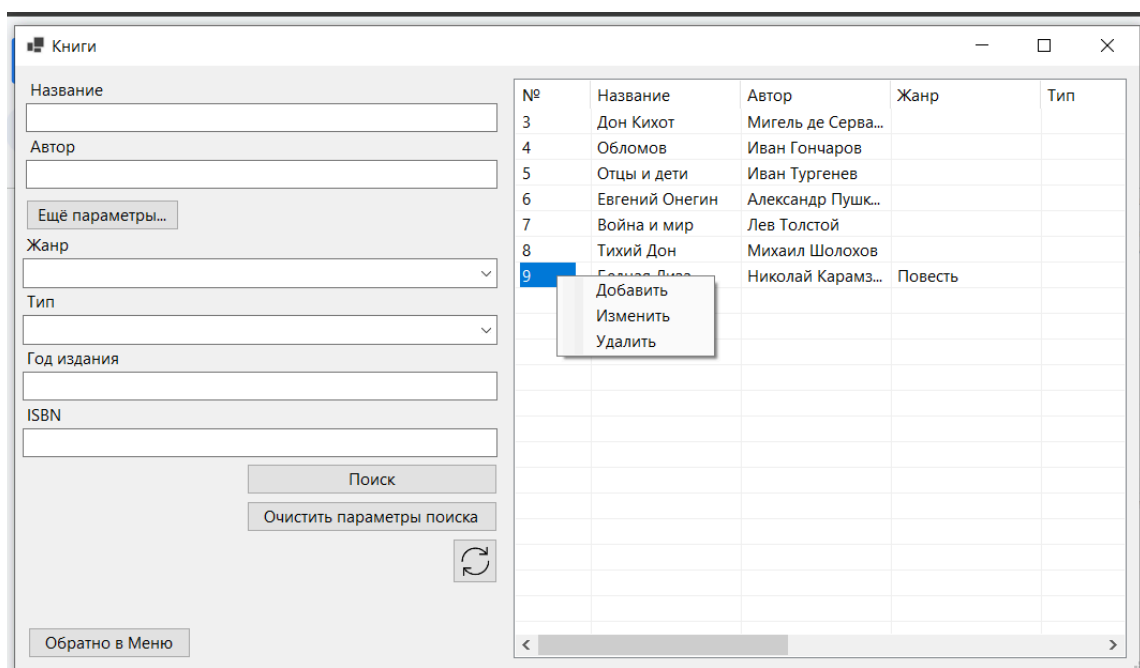 Книги
Название
Автор
Ещё параметры...
Жанр
Тип
Год издания
ISBN
Поиск
Очистить параметры поиска
Обратно в Меню
№ Название Автор Жанр Тип
3 Дон Кихот Мигель де Серва...
4 Обломов Иван Гончаров
5 Отцы и дети Иван Тургенев
6 Евгений Онегин Александр Пушк...
7 Война и мир Лев Толстой
8 Тихий Дон Михаил Шолохов
9 Бедная Лиза Николай Карамз... Повесть
Добавить
Изменить
Удалить